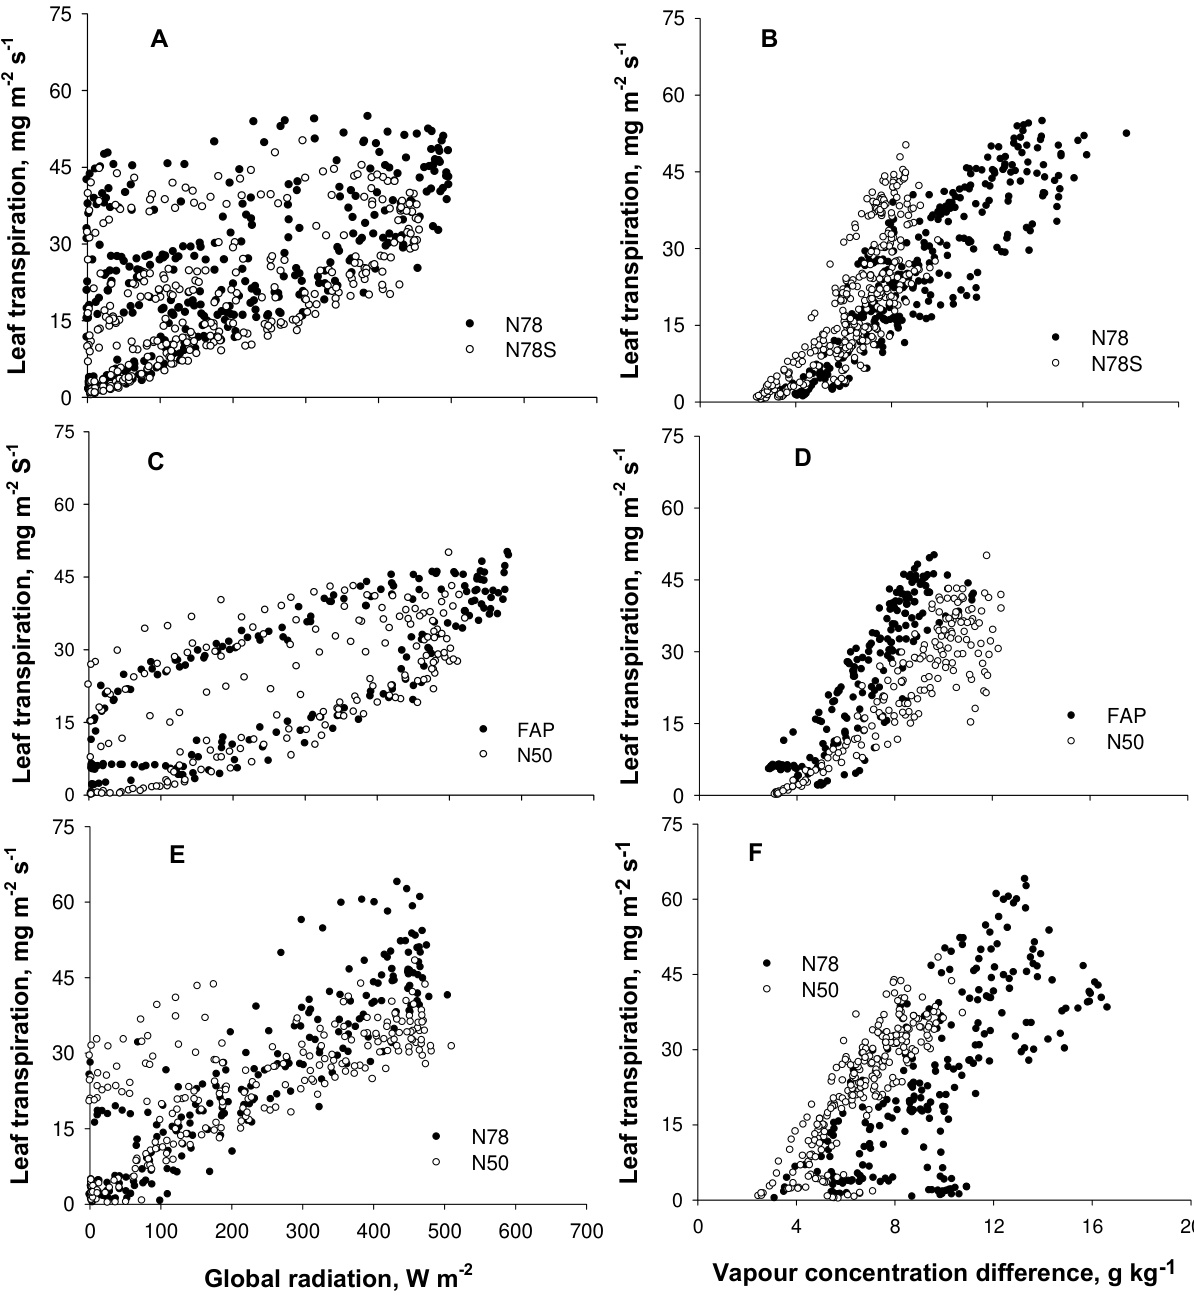 A
Leaf transpiration, mg m-2 s-1
75
60
45
30
15
0
N78
N78S
B
Leaf transpiration, mg m-2 s-1
75
60
45
30
15
0
N78
N78S
C
Leaf transpiration, mg m-2 S-1
75
60
45
30
15
0
FAP
N50
D
Leaf transpiration, mg m-2 s-1
75
60
45
30
15
0
FAP
N50
E
Leaf transpiration, mg m-2 s-1
75
60
45
30
15
0
N78
N50
0 100 200 300 400 500 600 700
Global radiation, W m-2
F
Leaf transpiration, mg m-2 s-1
75
60
45
30
15
0
N78
N50
0 4 8 12 16
Vapour concentration difference, g kg-1